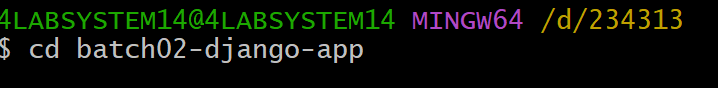 4LABSYSTEM14@4LABSYSTEM14 MINGW64 /d/234313
$ cd batch02-django-app